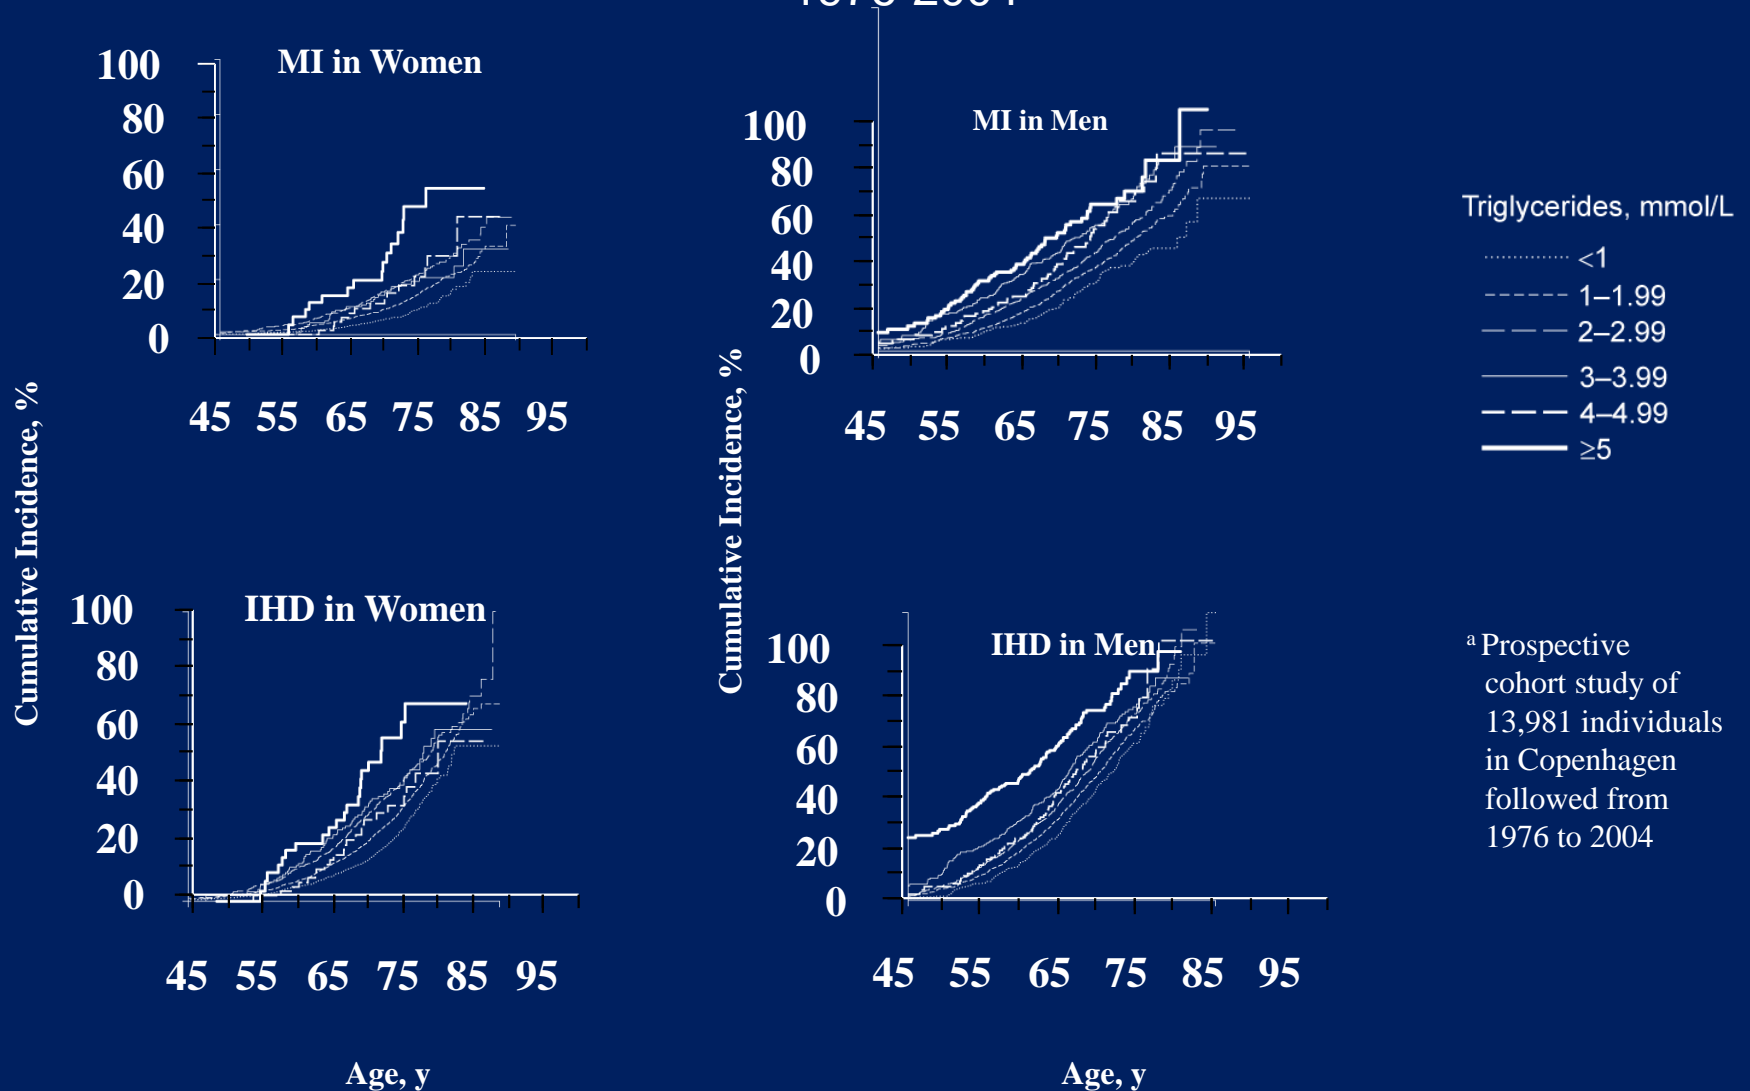 MI in Women
100
80
60
40
20
0
45 55 65 75 85 95
MI in Men
100
80
60
40
20
0
45 55 65 75 85 95
Triglycerides, mmol/L
<1
1–1.99
2–2.99
3–3.99
4–4.99
≥5
Cumulative Incidence, %
Cumulative Incidence, %
IHD in Women
100
80
60
40
20
0
45 55 65 75 85 95
Age, y
IHD in Men
100
80
60
40
20
0
45 55 65 75 85 95
Age, y
a Prospective
cohort study of
13,981 individuals
in Copenhagen
followed from
1976 to 2004